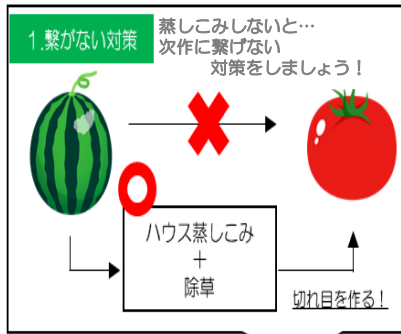 1.繋がない対策
蒸しこみしないと…
次作に繋げない
対策をしましょう！
ハウス蒸しこみ
＋
除草
切れ目を作る！